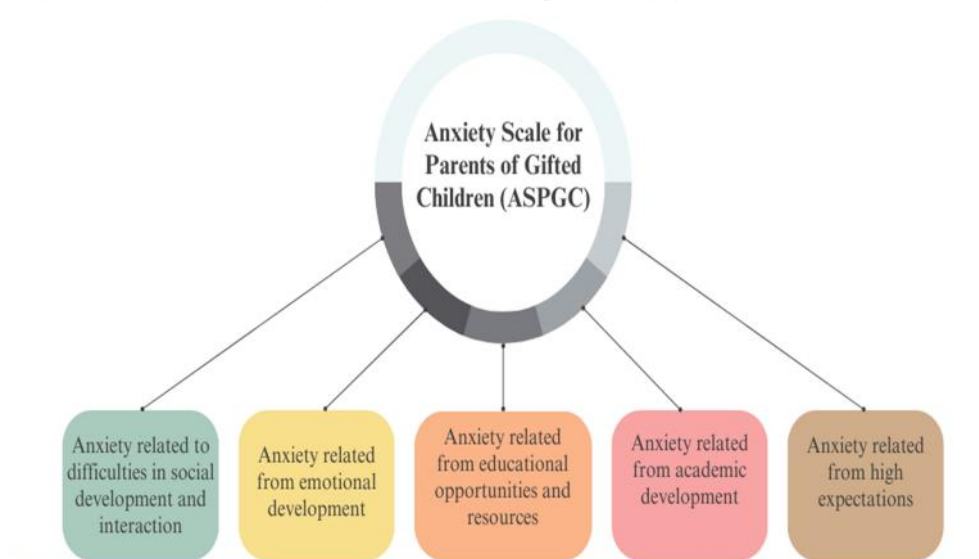 Anxiety Scale for
Parents of Gifted
Children (ASPGC)
Anxiety related to
difficulties in social
development and
interaction
Anxiety related
from emotional
development
Anxiety related
from educational
opportunities and
resources
Anxiety related
from academic
development
Anxiety related
from high
expectations